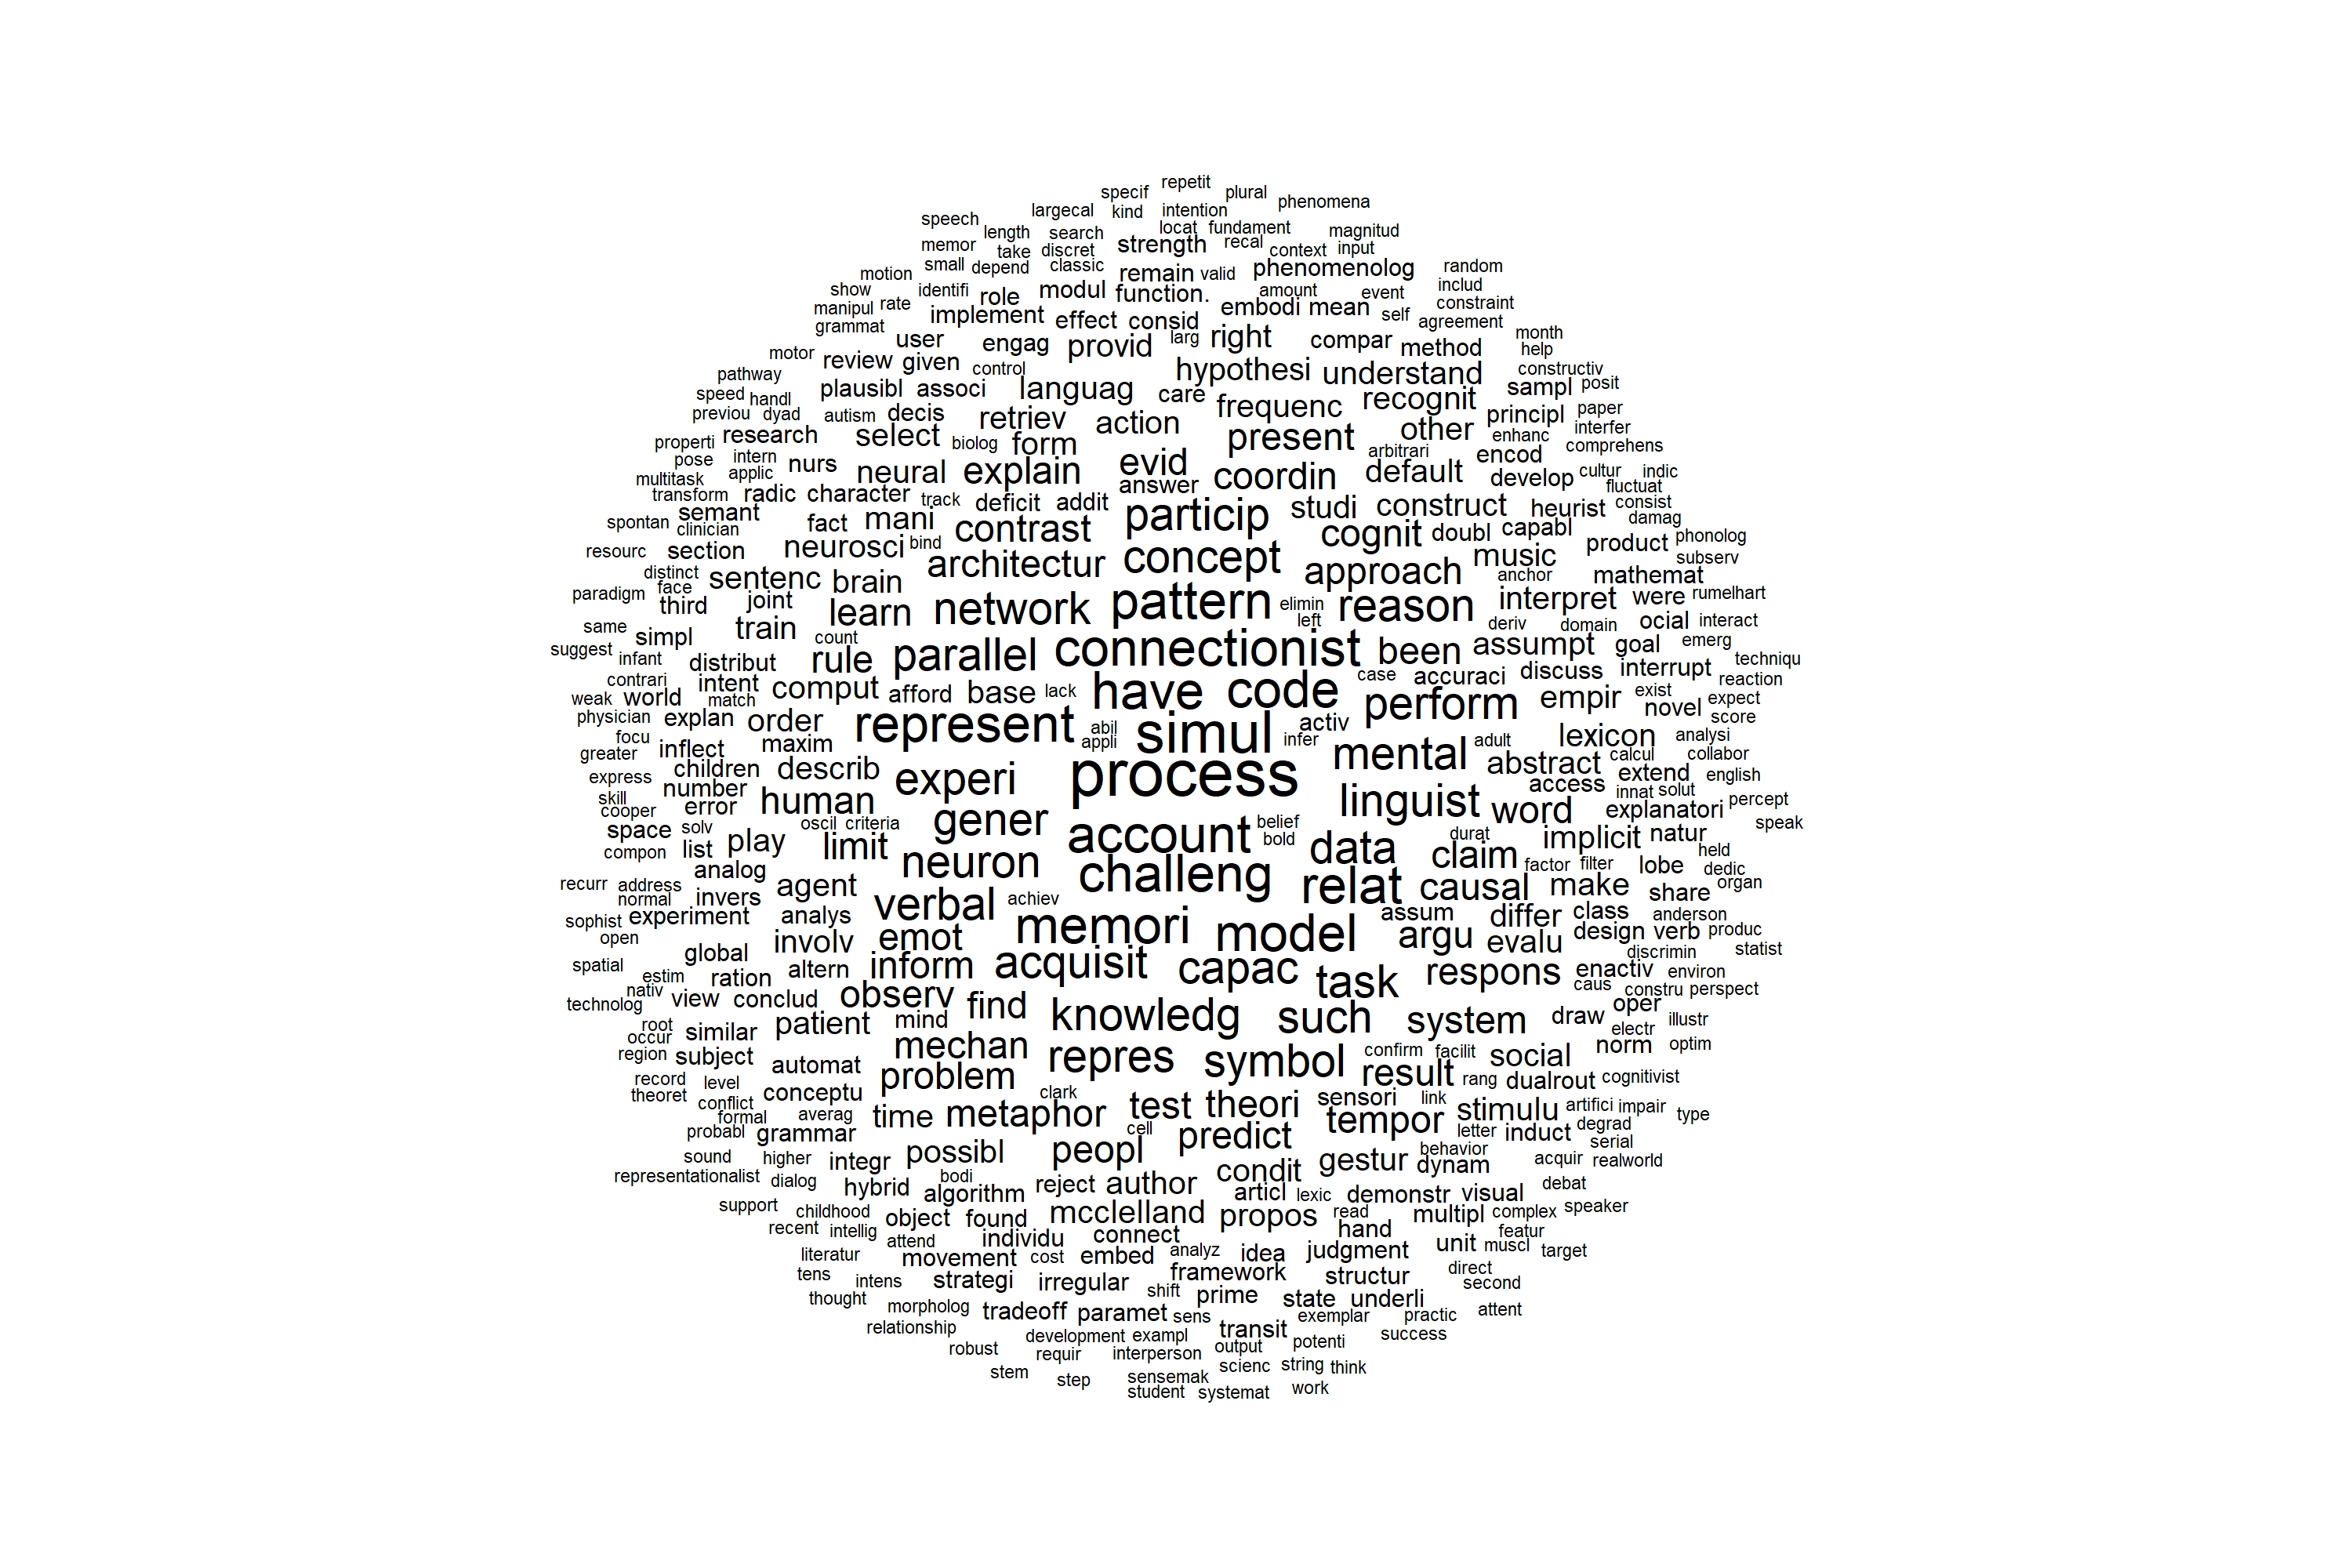 repetit
specif plural
phenomena
largecal kind intention
speech
locat fundament
length search magnitud
memor take discret strength recal context input
small depend classic
motion remain valid phenomenolog random
show identifi role modul function. amount event includ
manipul rate implement embodi mean self constraint
grammat effect consid agreement
user engag provid larg right compar method month
motor review given help
pathway control hypothesi understand constructiv
speed handl plausibl associ languag care sampl posit
previou dyad autism decis retriev action frequenc recognit principl paper
properti research select biolog form present other enhanc interfer
arbitrari comprehens
pose intern nurs neural explain evid coordin default encod
multitask applic answer develop cultur indic
transform radic character track deficit addit fluctuat
semant particip studi construct heurist consist
spontan clinician fact mani contrast cognit doubl capabl damag
resourc section neurosci bind music product phonolog
architectur concept approach subserv
distinct sentenc brain anchor mathemat
paradigm face third joint learn network pattern elimin reason interpret were rumelhart
same simpl train count left deriv domain ocial interact
suggest infant distribut rule parallel connectionist been assumpt goal emerg
discuss interrupt techniqu
contrari intent comput afford base lack have code case accuraci reaction
weak world match perform empir exist expect
physician explan order represent simul activ novel score
focu abil
greater inflect maxim appli infer mental adult lexicon analysi
children describ process abstract calcul collabor
express number experi access extend english
skill human linguist word innat solut
cooper error explanatori percept
space solv play oscil criteria gener account belief data durat implicit natur speak
compon list limit bold claim held
analog neuron challeng factor filter lobe dedic
recurr address agent relat causal make share organ
normal invers
sophist experiment analys verbal achiev memori model assum differ class anderson
open involv emot argu evalu design verb produc
global discrimin statist
spatial estim ration altern inform acquisit capac task respons enactiv environ
technolog nativ view conclud observ find caus constru perspect
root patient mind knowledg such system draw oper illustr
occur similar electr
region subject automat mechan repres symbol confirm facilit social norm optim
record level problem result rang dualrout cognitivist
theoret conceptu clark
conflict time metaphor test theori sensori link stimulu artifici impair type
formal averag tempor
probabl grammar cell predict letter induct degrad
serial
sound higher integr possibl peopl gestur behavior acquir realworld
representationalist dialog bodi condit dynam
hybrid algorithm reject author articl lexic demonstr visual debat
support childhood object found mcclelland propos read multipl complex speaker
recent intellig attend individu connect hand featur
literatur movement cost embed analyz idea judgment unit muscl target
tens intens strategi irregular framework structur direct
second
thought morpholog shift prime state underli
relationship tradeoff paramet sens exemplar practic attent
transit success
robust development exampl output potenti
requir interperson
stem step sensemak scienc string think
student systemat work